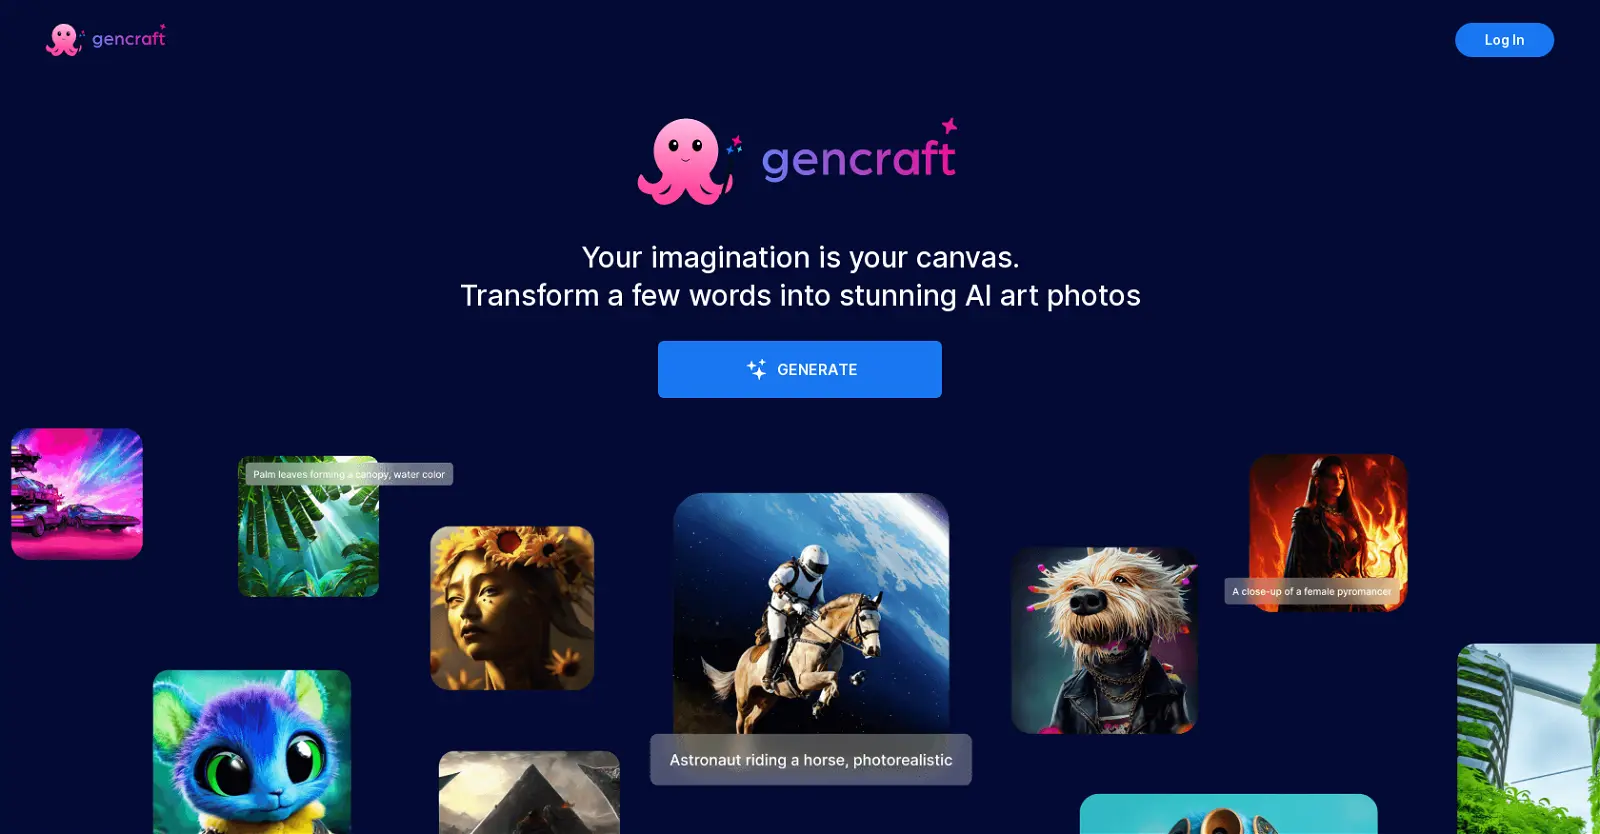 gencraft
Log In
gencraft
Your imagination is your canvas.
Transform a few words into stunning AI art photos
GENERATE
Palm leaves forming a canopy, water color
A close-up of a female pyromancer
Astronaut riding a horse, photorealistic